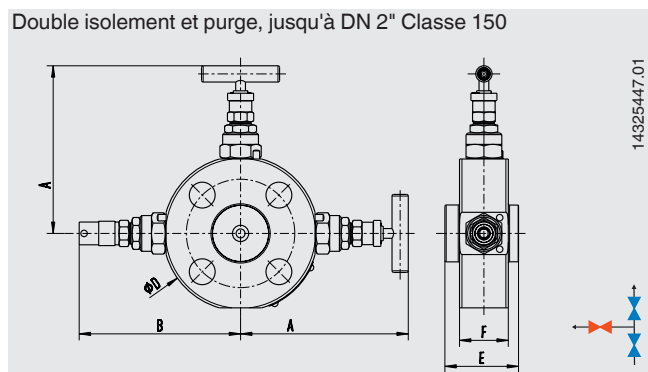 Double isolement et purge, jusqu'à DN 2" Classe 150
14325447.01
A
ØD
B
A
F
E